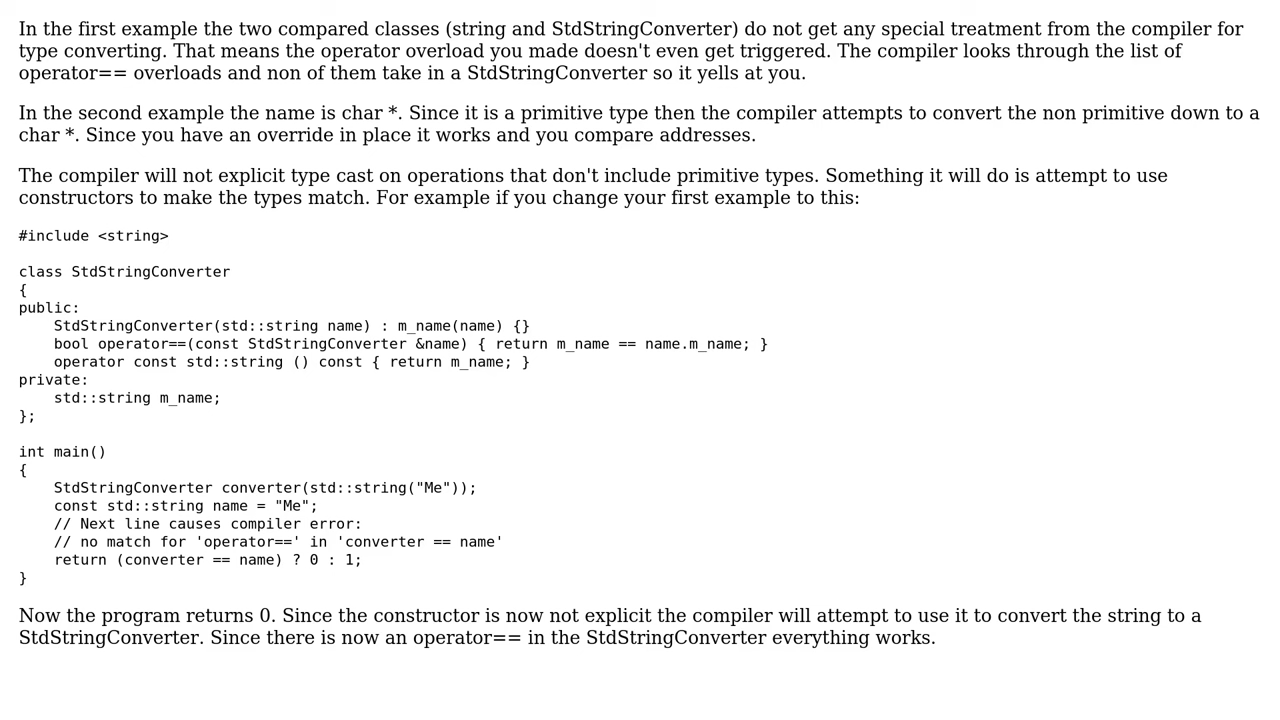 In the first example the two compared classes (string and StdStringConverter) do not get any special treatment from the compiler for
type converting. That means the operator overload you made doesn't even get triggered. The compiler looks through the list of
operator== overloads and non of them take in a StdStringConverter so it yells at you.
In the second example the name is char *. Since it is a primitive type then the compiler attempts to convert the non primitive down to a
char *. Since you have an override in place it works and you compare addresses.
The compiler will not explicit type cast on operations that don't include primitive types. Something it will do is attempt to use
constructors to make the types match. For example if you change your first example to this:
#include <string>
class StdStringConverter
{
public:
    StdStringConverter(std::string name) : m_name(name) {}
    bool operator==(const StdStringConverter &name) { return m_name == name.m_name; }
    operator const std::string () const { return m_name; }
private:
    std::string m_name;
};
int main()
{
    StdStringConverter converter(std::string("Me"));
    const std::string name = "Me";
    // Next line causes compiler error:
    // no match for 'operator==' in 'converter == name'
    return (converter == name) ? 0 : 1;
}
Now the program returns 0. Since the constructor is now not explicit the compiler will attempt to use it to convert the string to a
StdStringConverter. Since there is now an operator== in the StdStringConverter everything works.